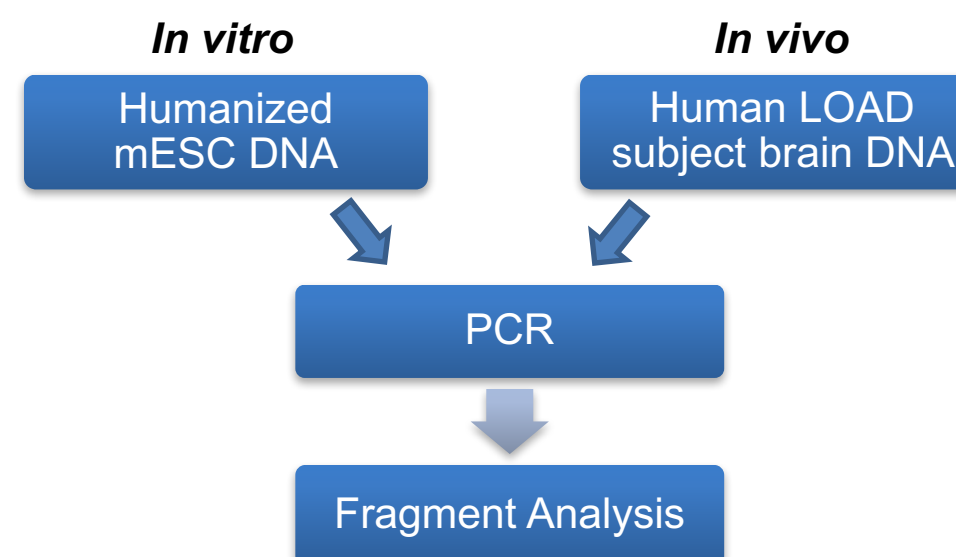 In vitro
In vivo
Humanized
mESC DNA
Human LOAD
subject brain DNA
PCR
Fragment Analysis